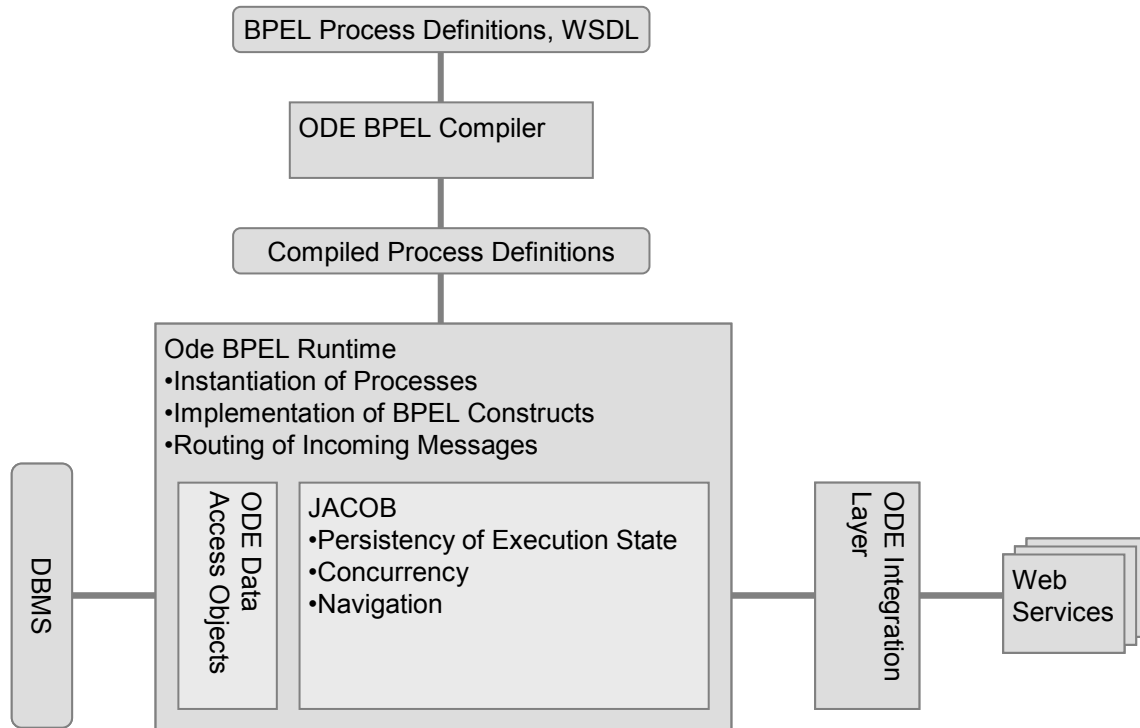 BPEL Process Definitions, WSDL
ODE BPEL Compiler
Compiled Process Definitions
Ode BPEL Runtime
•Instantiation of Processes
•Implementation of BPEL Constructs
•Routing of Incoming Messages
DBMS
ODE Data
Access Objects
JACOB
•Persistency of Execution State
•Concurrency
•Navigation
ODE Integration
Layer
Web
Services